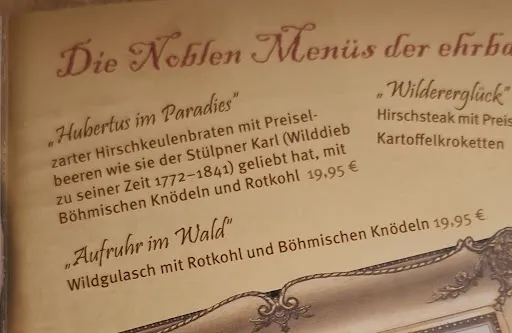 Die Noblen Menüs der
„Hubertus im Paradies”
zarter Hirschkeulenbraten mit Preisel-
beeren wie sie der Stülpner Karl (Wilddieb
zu seiner Zeit 1772–1841) geliebt hat, mit
Böhmischen Knödeln und Rotkohl 19,95 €
„Aufruhr im Wald”
Wildgulasch mit Rotkohl und Böhmischen Knödeln 19,95 €
„Wildererglück”
Hirschsteak mit
Kartoffelkroketten